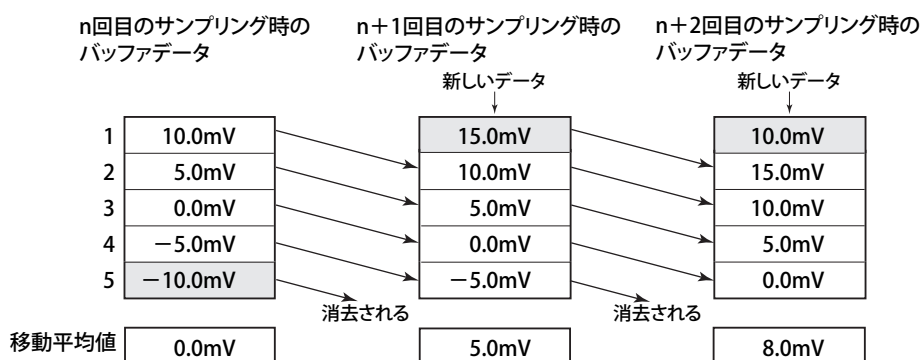 n回目のサンプリング時の
バッファデータ
n+1回目のサンプリング時の
バッファデータ
n+2回目のサンプリング時の
バッファデータ
新しいデータ
新しいデータ
1 10.0mV 15.0mV 10.0mV
2 5.0mV 10.0mV 15.0mV
3 0.0mV 5.0mV 10.0mV
4 −5.0mV 0.0mV 5.0mV
5 −10.0mV −5.0mV 0.0mV
消去される 消去される
移動平均値 0.0mV 5.0mV 8.0mV